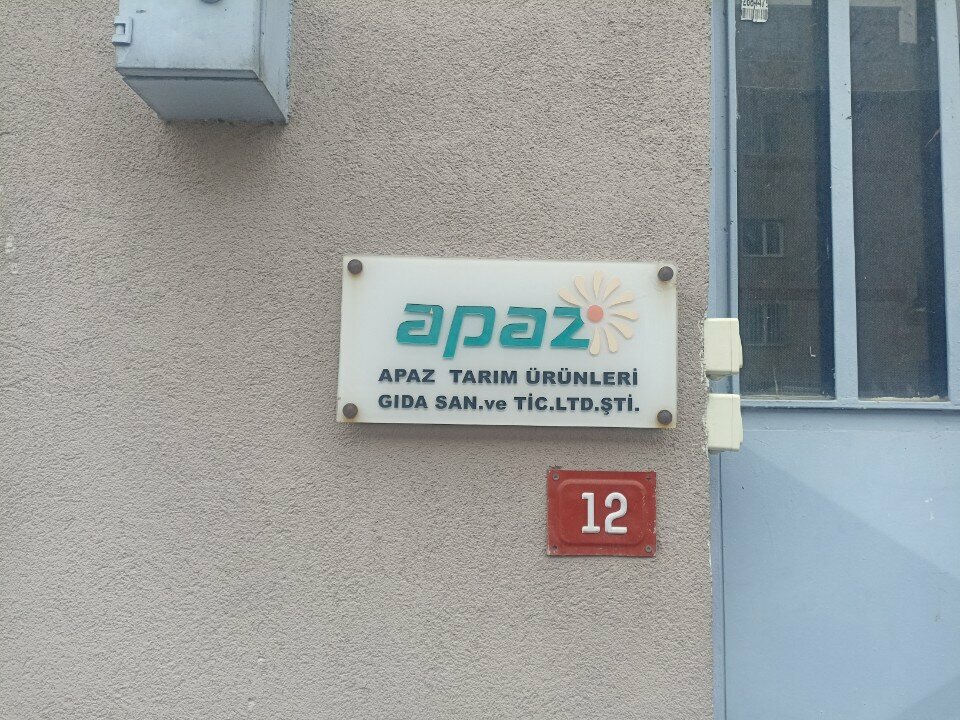 apaz
APAZ TARIM ÜRÜNLERİ
GIDA SAN.ve TİC.LTD.ŞTİ.
12